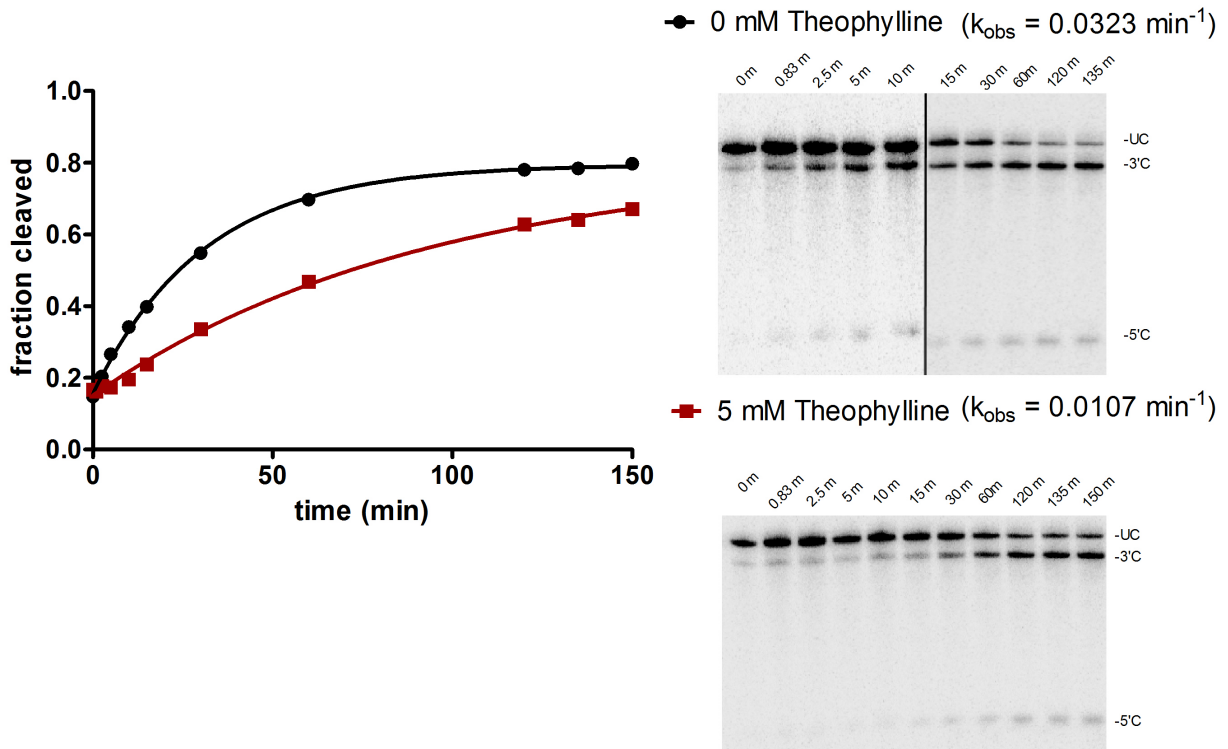 0 mM Theophylline (kobs = 0.0323 min-1)
0 m 0.83 m 2.5 m 5 m 10 m 15 m 30 m 60m 120 m 135 m
-UC
-3'C
-5'C
1.0
0.8
0.6
0.4
0.2
0.0
fraction cleaved
0 50 100 150
time (min)
5 mM Theophylline (kobs = 0.0107 min-1)
0 m 0.83 m 2.5 m 5 m 10 m 15 m 30 m 60m 120 m 135 m 150 m
-UC
-3'C
-5'C